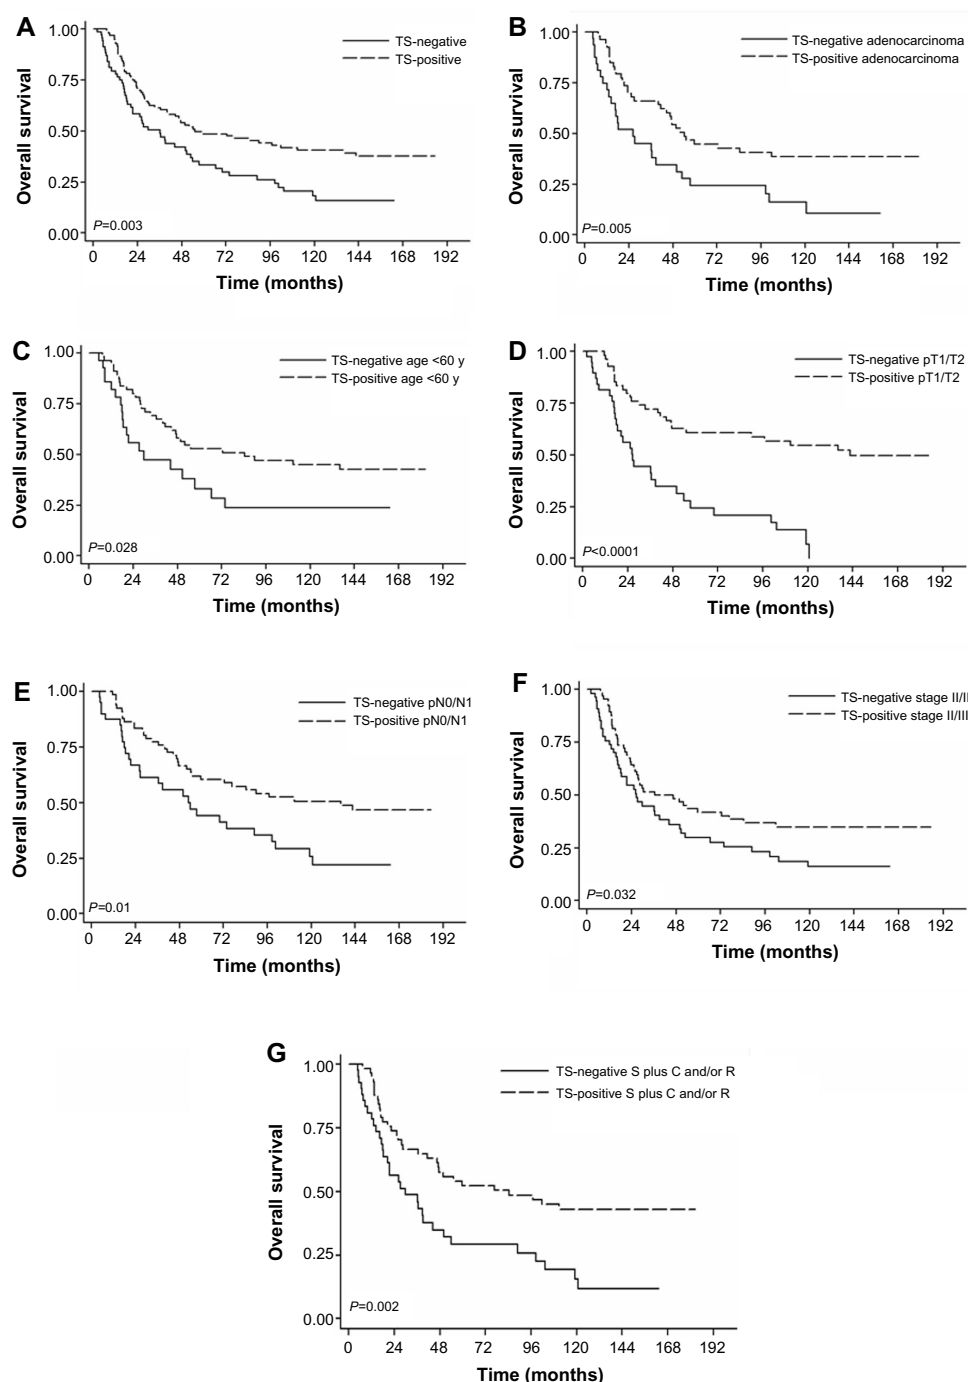 A
TS-negative
TS-positive
Overall survival
1.00
0.75
0.50
0.25
0.00
P=0.003
0 24 48 72 96 120 144 168 192
Time (months)
B
TS-negative adenocarcinoma
TS-positive adenocarcinoma
Overall survival
1.00
0.75
0.50
0.25
0.00
P=0.005
0 24 48 72 96 120 144 168 192
Time (months)
C
TS-negative age <60 y
TS-positive age <60 y
Overall survival
1.00
0.75
0.50
0.25
0.00
P=0.028
0 24 48 72 96 120 144 168 192
Time (months)
D
TS-negative pT1/T2
TS-positive pT1/T2
Overall survival
1.00
0.75
0.50
0.25
0.00
P<0.0001
0 24 48 72 96 120 144 168 192
Time (months)
E
TS-negative pN0/N1
TS-positive pN0/N1
Overall survival
1.00
0.75
0.50
0.25
0.00
P=0.01
0 24 48 72 96 120 144 168 192
Time (months)
F
TS-negative stage II/II
TS-positive stage II/III
Overall survival
1.00
0.75
0.50
0.25
0.00
P=0.032
0 24 48 72 96 120 144 168 192
Time (months)
G
TS-negative S plus C and/or R
TS-positive S plus C and/or R
Overall survival
1.00
0.75
0.50
0.25
0.00
P=0.002
0 24 48 72 96 120 144 168 192
Time (months)